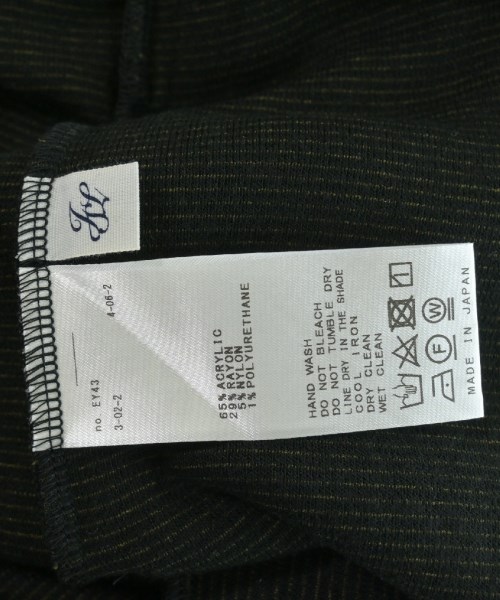 no. EY43
3-02-2
4-06-2
65% ACRYLIC
29% RAYON
5% NYLON
1% POLYURETHANE
HAND WASH
DO NOT BLEACH
DO NOT TUMBLE DRY
LINE DRY IN THE SHADE
COOL IRON
DRY CLEAN
WET CLEAN
F
W
MADE IN JAPAN